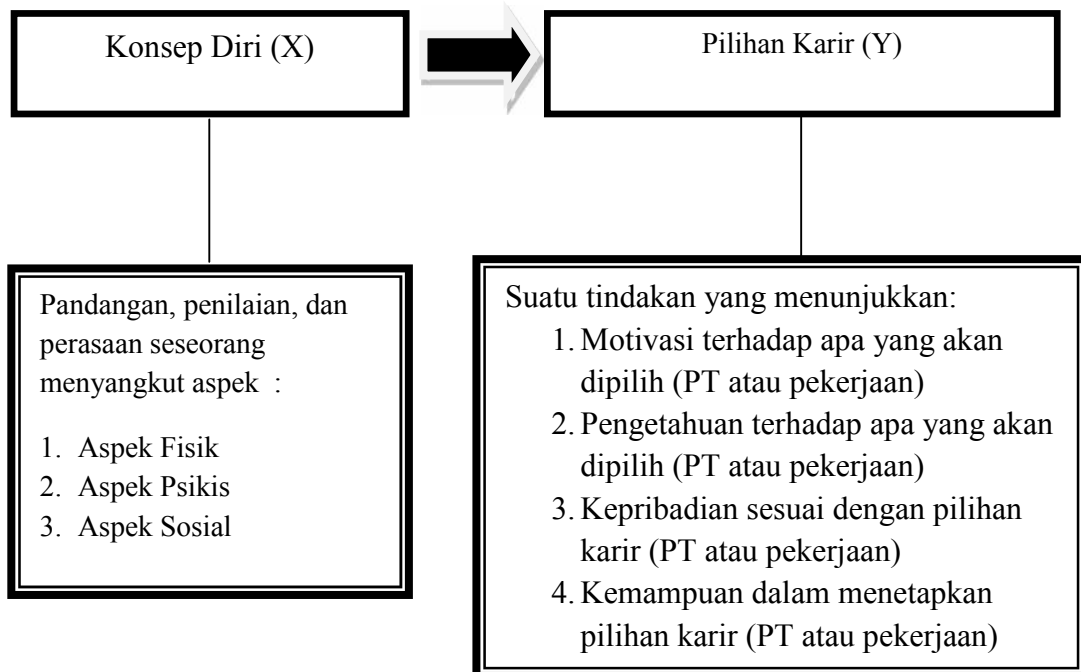 Konsep Diri (X)
Pilihan Karir (Y)
Pandangan, penilaian, dan
perasaan seseorang
menyangkut aspek  :
1. Aspek Fisik
2. Aspek Psikis
3. Aspek Sosial
Suatu tindakan yang menunjukkan:
1. Motivasi terhadap apa yang akan
dipilih (PT atau pekerjaan)
2. Pengetahuan terhadap apa yang akan
dipilih (PT atau pekerjaan)
3. Kepribadian sesuai dengan pilihan
karir (PT atau pekerjaan)
4. Kemampuan dalam menetapkan
pilihan karir (PT atau pekerjaan)